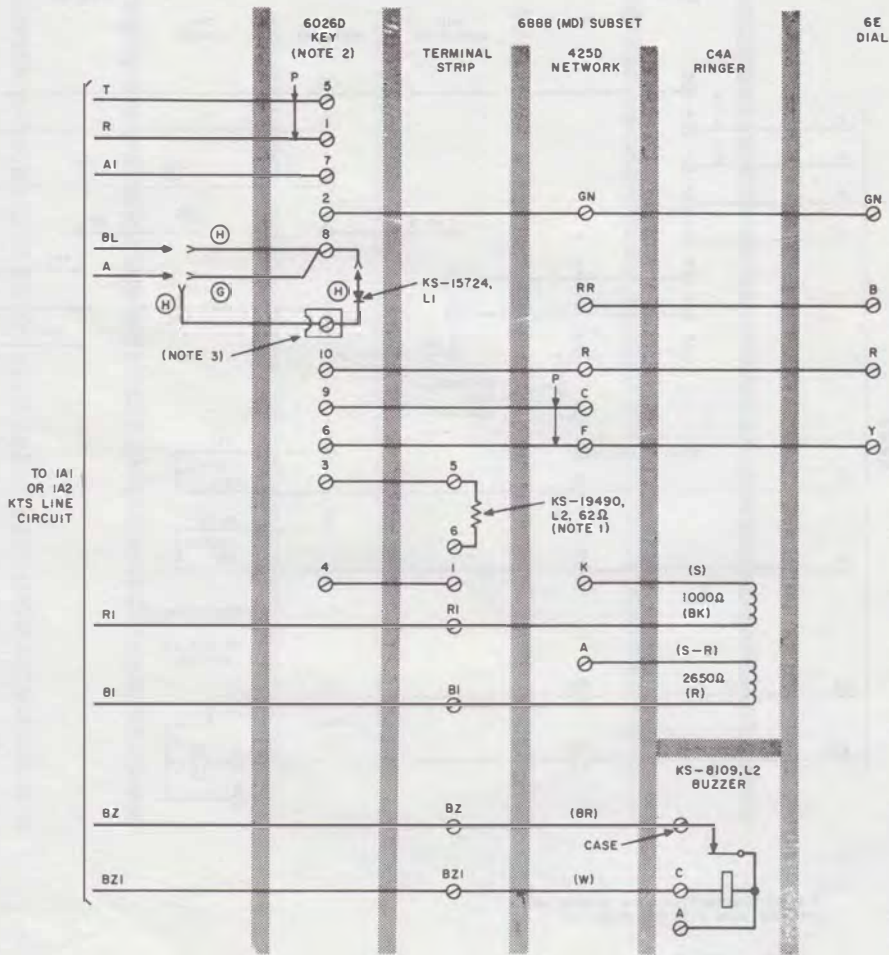 6026D
KEY
(NOTE 2)
688B (MD) SUBSET
TERMINAL
STRIP
425D
NETWORK
C4A
RINGER
6E
DIAL
P
T
5
R
1
A1
7
2
GN
GN
BL
H
8
A
G
H
H
KS-15724,
L1
RR
B
(NOTE 3)
10
R
R
P
9
C
6
F
Y
3
5
TO 1A1
OR 1A2
KTS LINE
CIRCUIT
KS-19490,
L2, 62Ω
(NOTE 1)
6
4
1
K
(S)
1000Ω
(BK)
R1
R1
A
(S-R)
2650Ω
(R)
B1
B1
KS-8109,L2
BUZZER
BZ
BZ
(BR)
CASE
BZ1
BZ1
(W)
C
A